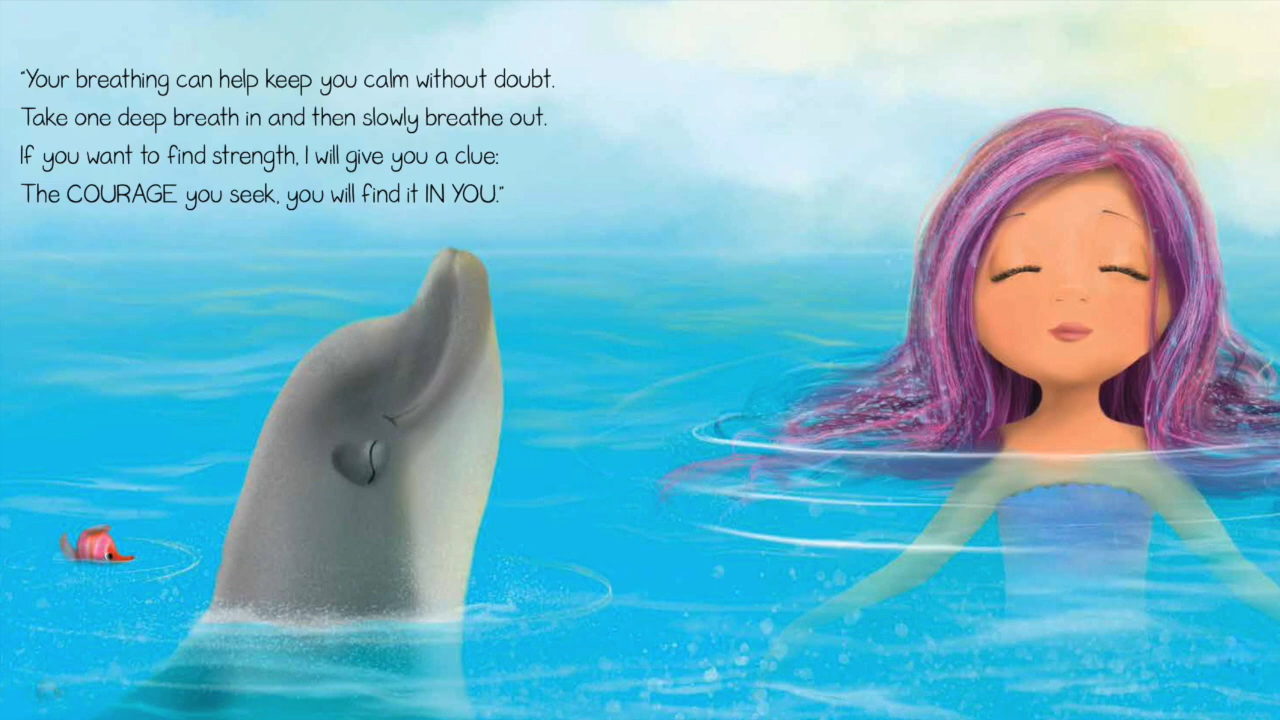 “Your breathing can help keep you calm without doubt.
Take one deep breath in and then slowly breathe out.
If you want to find strength, I will give you a clue:
The COURAGE you seek, you will find it IN YOU.”